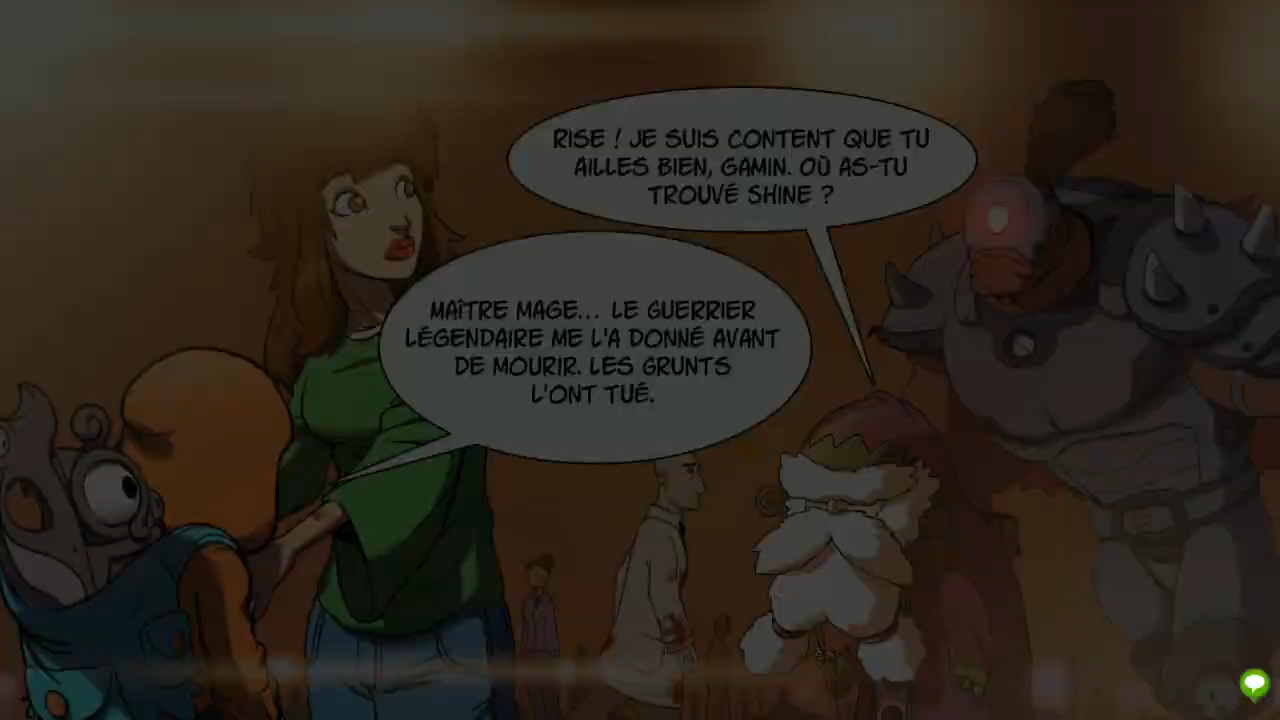 RISE ! JE SUIS CONTENT QUE TU
AILLES BIEN, GAMIN. OÙ AS-TU
TROUVÉ SHINE ?
MAÎTRE MAGE... LE GUERRIER
LÉGENDAIRE ME L'A DONNÉ AVANT
DE MOURIR. LES GRUNTS
L'ONT TUÉ.